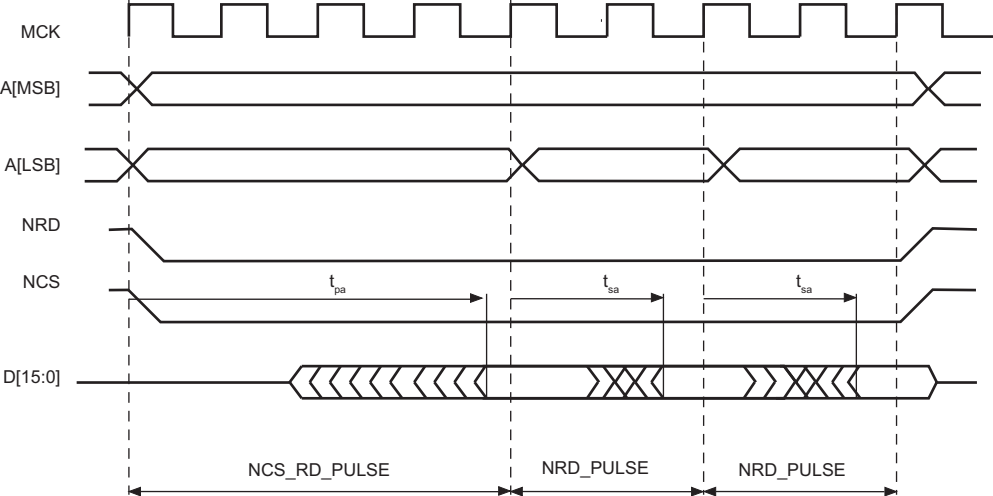 MCK
A[MSB]
A[LSB]
NRD
NCS
tpa
tsa
tsa
D[15:0]
NCS_RD_PULSE
NRD_PULSE
NRD_PULSE